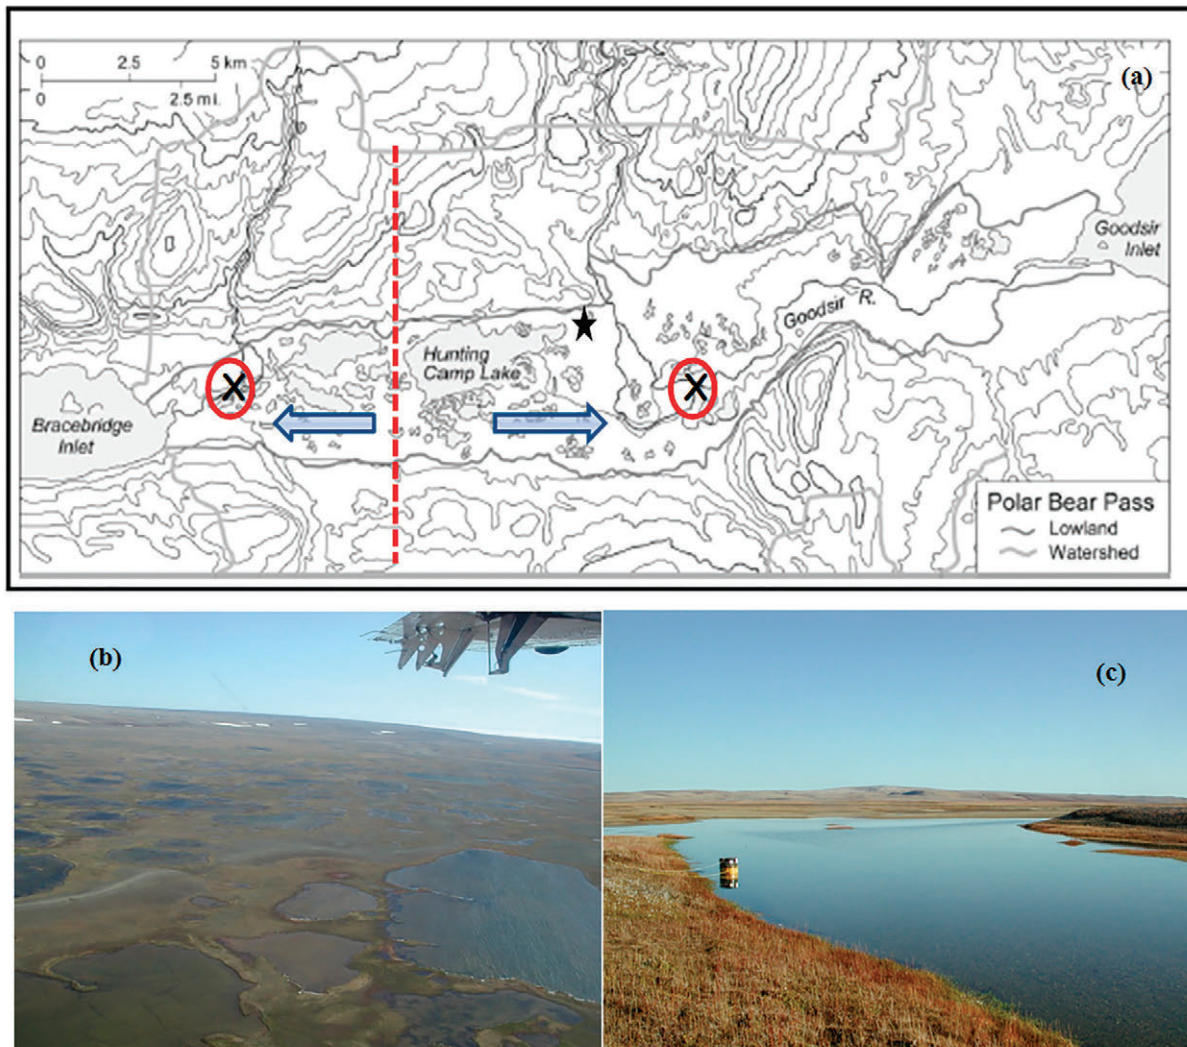 0 2.5 5 km
0 2.5 mi.
(a)
Goodsir
Inlet
Goodsir R.
Hunting
Camp Lake
X
X
Bracebridge
Inlet
Polar Bear Pass
Lowland
Watershed
(b)
(c)